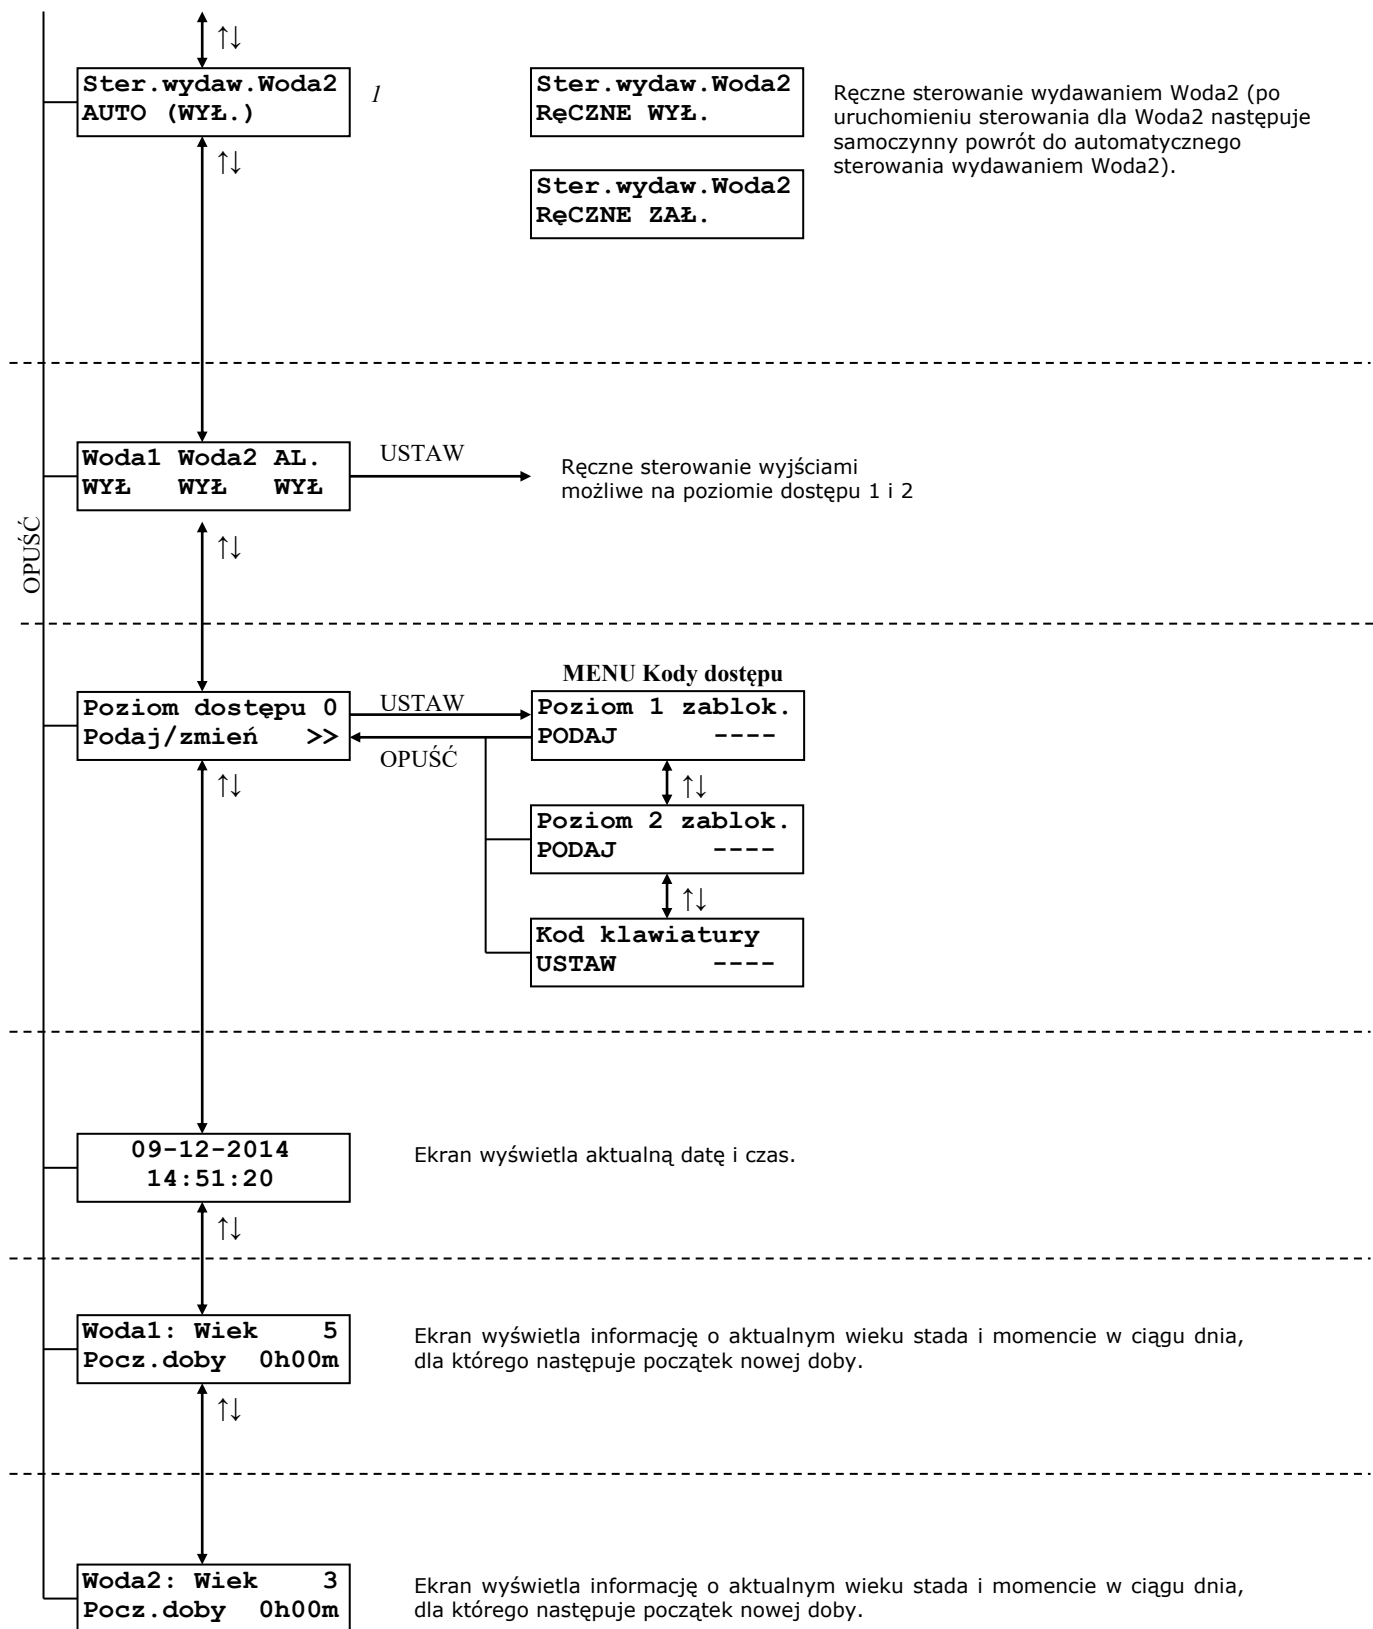 ↑↓
Ster.wydaw.Woda2
AUTO (WYŁ.)
1
Ster.wydaw.Woda2
RęCZNE WYŁ.
Ręczne sterowanie wydawaniem Woda2 (po
uruchomieniu sterowania dla Woda2 następuje
samoczynny powrót do automatycznego
sterowania wydawaniem Woda2).
↑↓
Ster.wydaw.Woda2
RęCZNE ZAŁ.
Woda1 Woda2 AL.
WYŁ WYŁ WYŁ
USTAW
Ręczne sterowanie wyjściami
możliwe na poziomie dostępu 1 i 2
OPUŚĆ
↑↓
MENU Kody dostępu
Poziom dostępu 0
Podaj/zmień >>
USTAW
OPUŚĆ
Poziom 1 zablok.
PODAJ ----
↑↓
↑↓
Poziom 2 zablok.
PODAJ ----
↑↓
Kod klawiatury
USTAW ----
09-12-2014
14:51:20
Ekran wyświetla aktualną datę i czas.
↑↓
Woda1: Wiek 5
Pocz.doby 0h00m
Ekran wyświetla informację o aktualnym wieku stada i momencie w ciągu dnia,
dla którego następuje początek nowej doby.
↑↓
Woda2: Wiek 3
Pocz.doby 0h00m
Ekran wyświetla informację o aktualnym wieku stada i momencie w ciągu dnia,
dla którego następuje początek nowej doby.